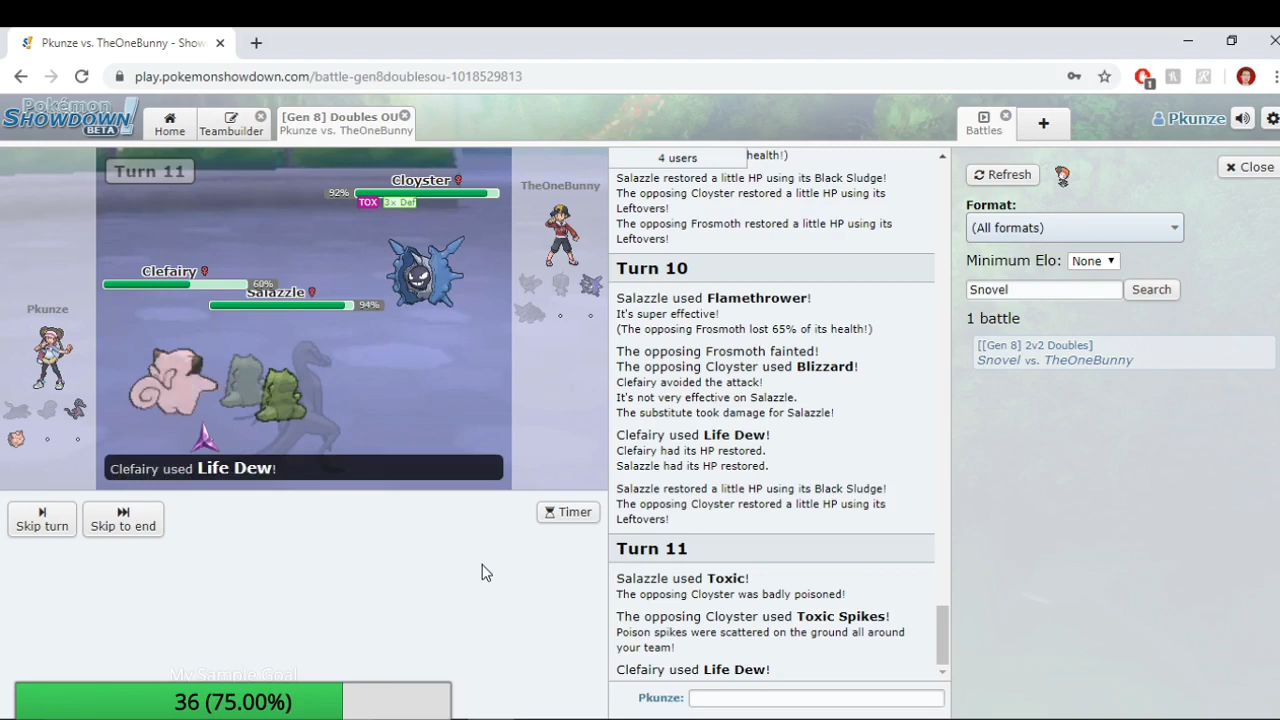 Pkunze vs. TheOneBunny - Show
play.pokemonshowdown.com/battle-gen8doublesou-1018529813
1
Pokémon
SHOWDOWN!
BETA
Home
Teambuilder
[Gen 8] Doubles OU
Pkunze vs. TheOneBunny
Battles
Pkunze
Turn 11
Cloyster
92%
TOX
3× Def
Clefairy
60%
Salazzle
94%
Pkunze
TheOneBunny
Clefairy used Life Dew!
Skip turn
Skip to end
Timer
My Sample Goal
36 (75.00%)
4 users
health!)
Salazzle restored a little HP using its Black Sludge!
The opposing Cloyster restored a little HP using its
Leftovers!
The opposing Frosmoth restored a little HP using its
Leftovers!
Turn 10
Salazzle used Flamethrower!
It's super effective!
(The opposing Frosmoth lost 65% of its health!)
The opposing Frosmoth fainted!
The opposing Cloyster used Blizzard!
Clefairy avoided the attack!
It's not very effective on Salazzle.
The substitute took damage for Salazzle!
Clefairy used Life Dew!
Clefairy had its HP restored.
Salazzle had its HP restored.
Salazzle restored a little HP using its Black Sludge!
The opposing Cloyster restored a little HP using its
Leftovers!
Turn 11
Salazzle used Toxic!
The opposing Cloyster was badly poisoned!
The opposing Cloyster used Toxic Spikes!
Poison spikes were scattered on the ground all around
your team!
Clefairy used Life Dew!
Pkunze:
Refresh
Close
Format:
(All formats)
Minimum Elo: None
Snovel
Search
1 battle
[[Gen 8] 2v2 Doubles]
Snovel vs. TheOneBunny